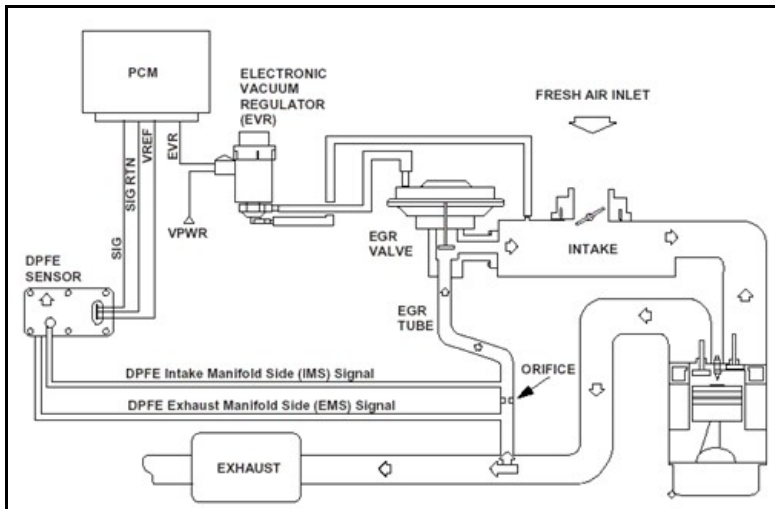 PCM
ELECTRONIC
VACUUM
REGULATOR
(EVR)
FRESH AIR INLET
SIG
SIG RTN
VREF
EVR
VPWR
DPFE
SENSOR
EGR
VALVE
INTAKE
EGR
TUBE
ORIFICE
DPFE Intake Manifold Side (IMS) Signal
DPFE Exhaust Manifold Side (EMS) Signal
EXHAUST